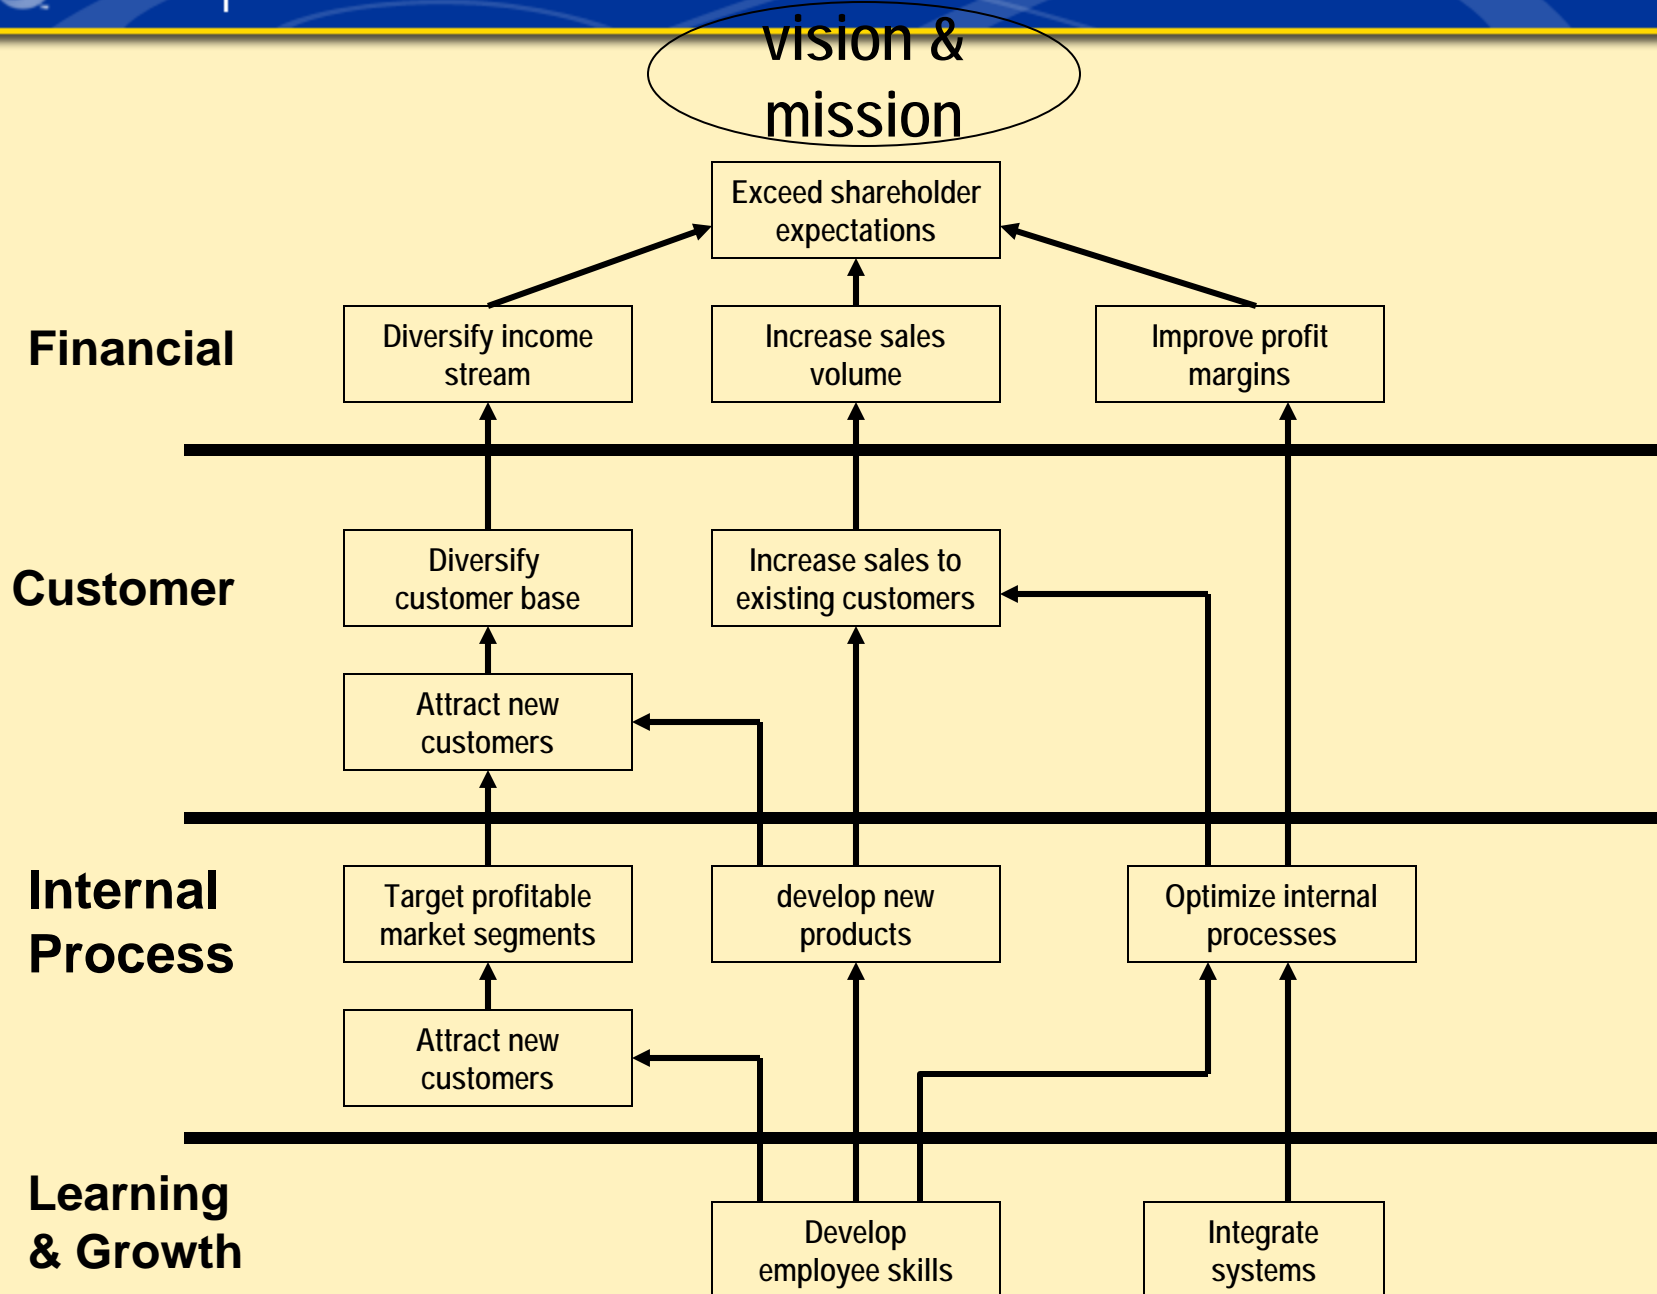 vision &
mission
Exceed shareholder
expectations
Financial
Diversify income
stream
Increase sales
volume
Improve profit
margins
Customer
Diversify
customer base
Increase sales to
existing customers
Attract new
customers
Internal
Process
Target profitable
market segments
develop new
products
Optimize internal
processes
Attract new
customers
Learning
& Growth
Develop
employee skills
Integrate
systems